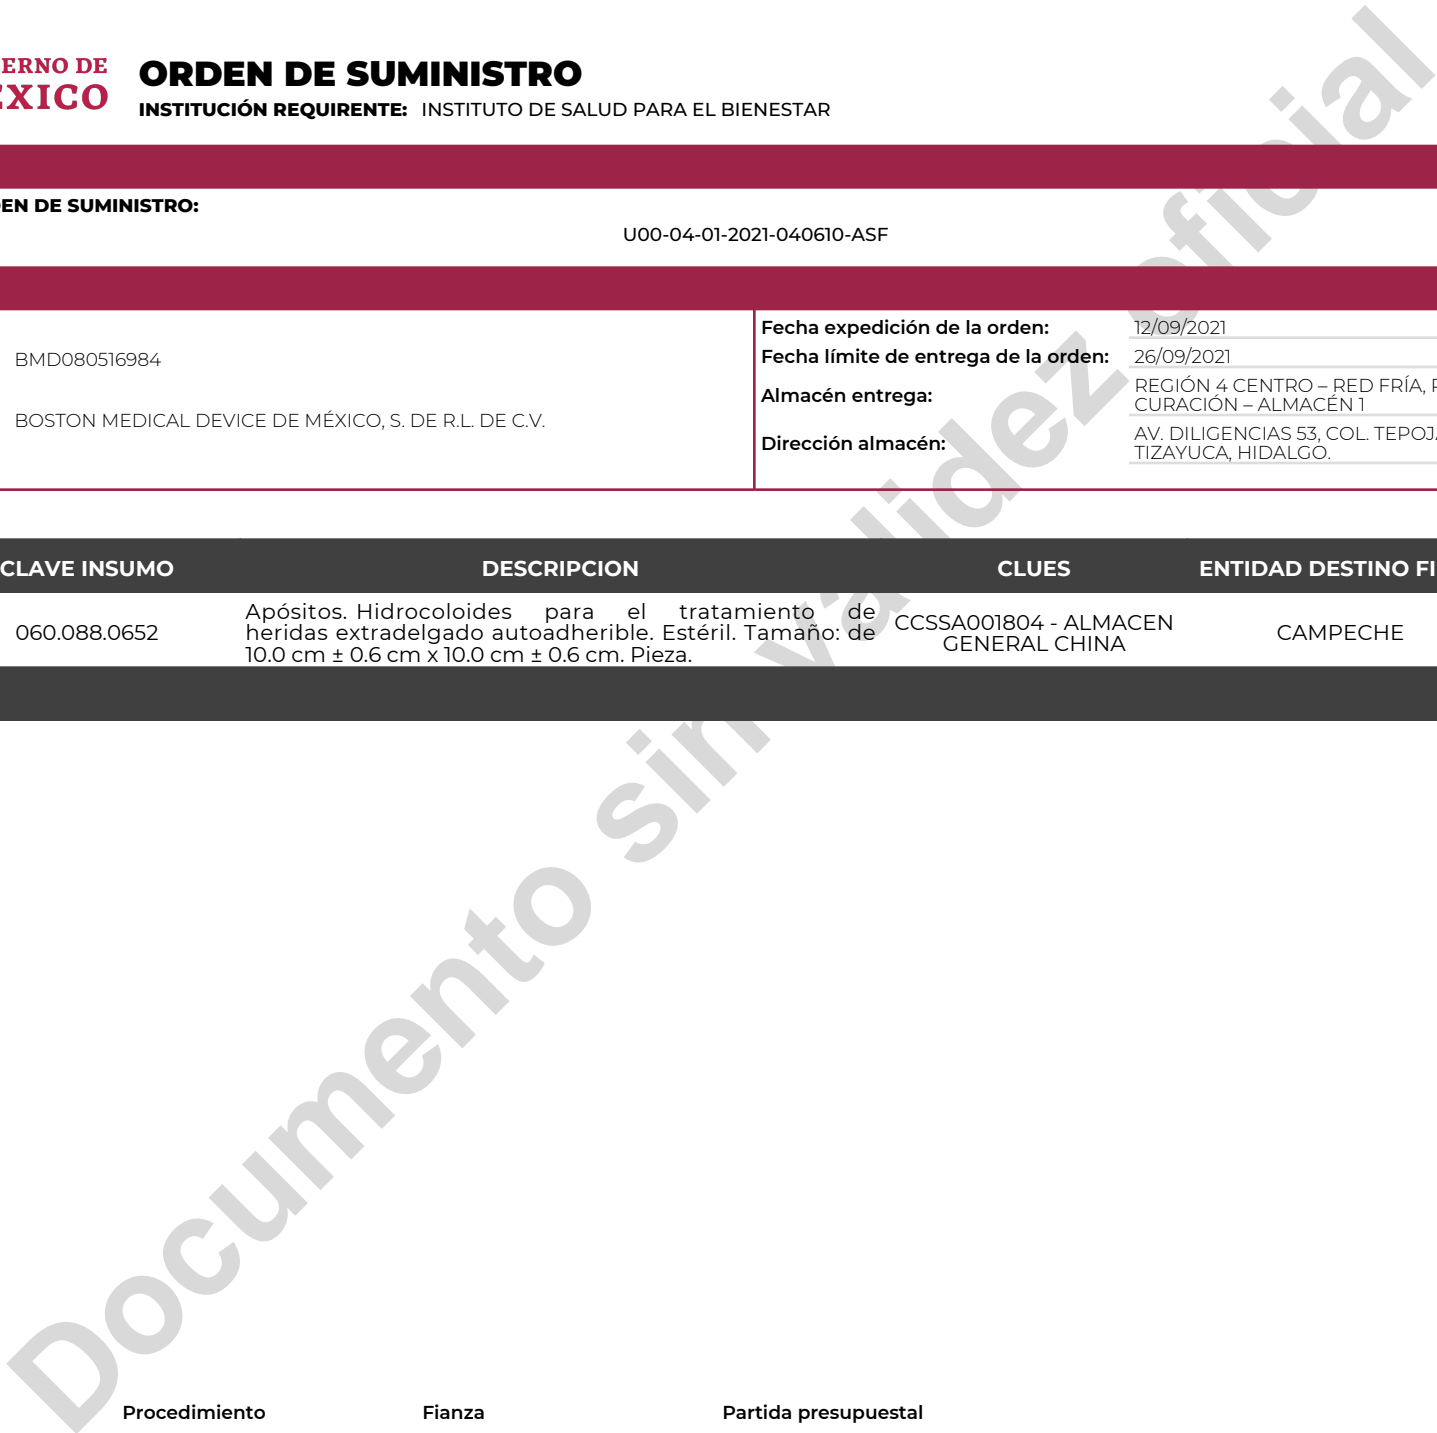 ERNO DE
ÉXICO
ORDEN DE SUMINISTRO
INSTITUCIÓN REQUIRENTE: INSTITUTO DE SALUD PARA EL BIENESTAR
EN DE SUMINISTRO:
U00-04-01-2021-040610-ASF
BMD080516984
BOSTON MEDICAL DEVICE DE MÉXICO, S. DE R.L. DE C.V.
Fecha expedición de la orden: 12/09/2021
Fecha límite de entrega de la orden: 26/09/2021
Almacén entrega: REGIÓN 4 CENTRO – RED FRÍA,
CURACIÓN – ALMACÉN 1
Dirección almacén: AV. DILIGENCIAS 53, COL. TEPOJ
TIZAYUCA, HIDALGO.
CLAVE INSUMO DESCRIPCION CLUES ENTIDAD DESTINO FI
060.088.0652
Apósitos. Hidrocoloides para el tratamiento de
heridas extradelgado autoadherible. Estéril. Tamaño: de
10.0 cm ± 0.6 cm x 10.0 cm ± 0.6 cm. Pieza.
CCSSA001804 - ALMACEN
GENERAL CHINA
CAMPECHE
Documento sin validez oficial
Procedimiento Fianza Partida presupuestal